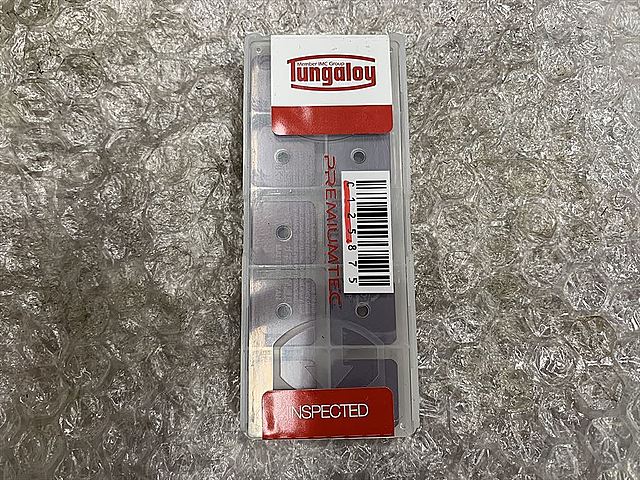 Member IMC Group
Tungaloy
PREMIUMTEC
C125875
INSPECTED